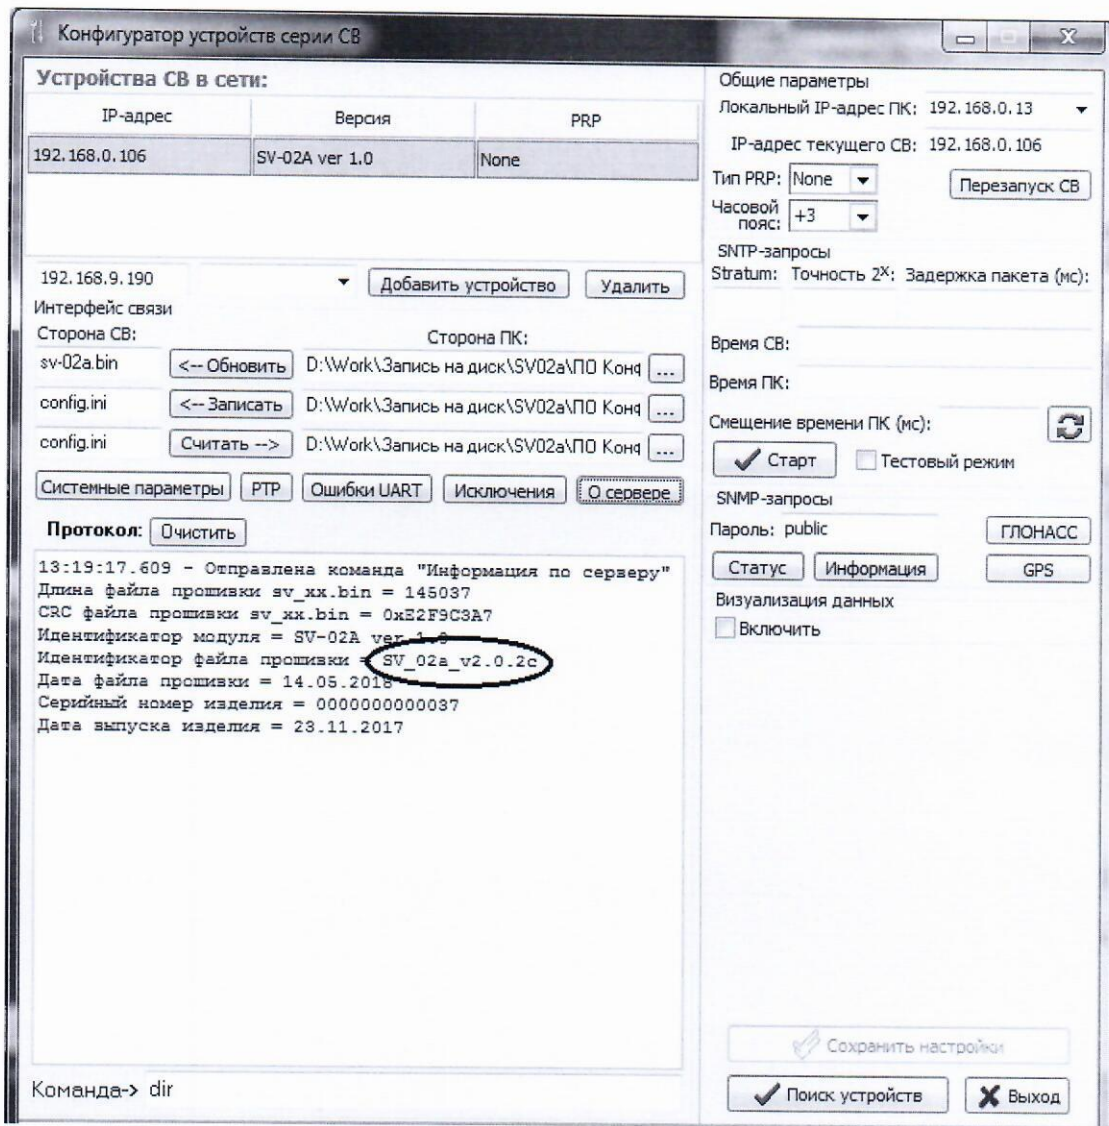 Конфигуратор устройств серии СВ
Устройства СВ в сети:
IP-адрес Версия PRP
192.168.0.106 SV-02A ver 1.0 None
192.168.9.190 Добавить устройство Удалить
Интерфейс связи
Сторона СВ: Сторона ПК:
sv-02a.bin <-- Обновить D:\Work\Запись на диск\SV02a\ПО Кон ...
config.ini <-- Записать D:\Work\Запись на диск\SV02a\ПО Кон ...
config.ini Считать --> D:\Work\Запись на диск\SV02a\ПО Кон ...
Системные параметры PTP Ошибки UART Исключения О сервере
Протокол: Очистить
13:19:17.609 - Отправлена команда "Информация по серверу"
Длина файла прошивки sv_xx.bin = 145037
CRC файла прошивки sv_xx.bin = 0xE2F9C3A7
Идентификатор модуля = SV-02A ver 1.0
Идентификатор файла прошивки = SV_02a_v2.0.2c
Дата файла прошивки = 14.05.2018
Серийный номер изделия = 0000000000037
Дата выпуска изделия = 23.11.2017
Команда-> dir
Общие параметры
Локальный IP-адрес ПК: 192.168.0.13
IP-адрес текущего СВ: 192.168.0.106
Тип PRP: None Перезапуск СВ
Часовой
пояс: +3
SNTP-запросы
Stratum: Точность 2^X: Задержка пакета (мс):
Время СВ:
Время ПК:
Смещение времени ПК (мс):
Старт Тестовый режим
SNMP-запросы
Пароль: public ГЛОНАСС
Статус Информация GPS
Визуализация данных
Включить
Сохранить настройки
Поиск устройств Выход